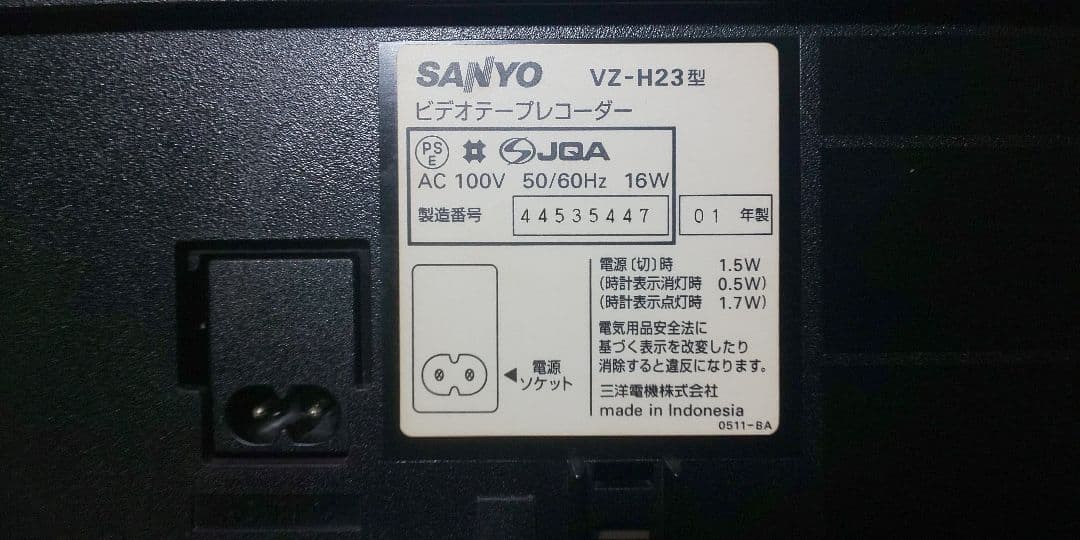 SANYO VZ-H23型
ビデオテープレコーダー
PS E JQA
AC 100V 50/60Hz 16W
製造番号 44535447 01 年製
電源(切)時 1.5W
(時計表示消灯時 0.5W)
(時計表示点灯時 1.7W)
電気用品安全法に
基づく表示を改変したり
消除すると違反になります。
三洋電機株式会社
made in Indonesia
0511-BA
電源
ソケット